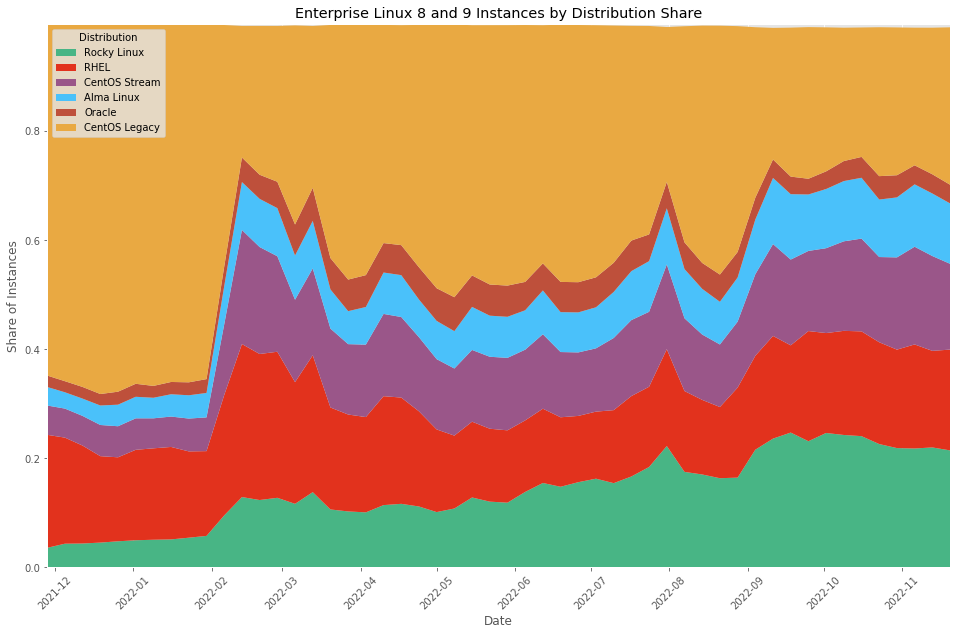 Enterprise Linux 8 and 9 Instances by Distribution Share
Distribution
Rocky Linux
RHEL
CentOS Stream
Alma Linux
Oracle
CentOS Legacy
Share of Instances
0.8
0.6
0.4
0.2
0.0
2021-12
2022-01
2022-02
2022-03
2022-04
2022-05
2022-06
2022-07
2022-08
2022-09
2022-10
2022-11
Date